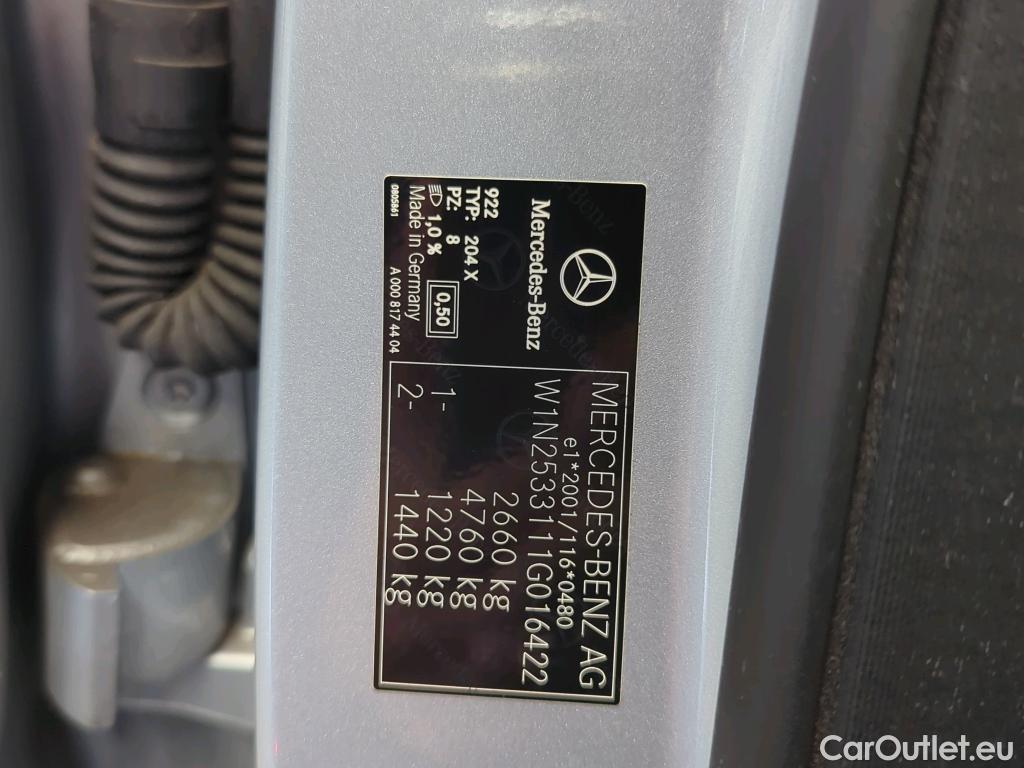 Mercedes-Benz
922
TYP: 204 X
PZ: 8
1,0 % 0,50
Made in Germany
0805861 A 000 817 44 04
MERCEDES-BENZ AG
e1*2001/116*0480
W1N2533111G016422
2660 kg
4760 kg
1- 1220 kg
2- 1440 kg
CarOutlet.eu